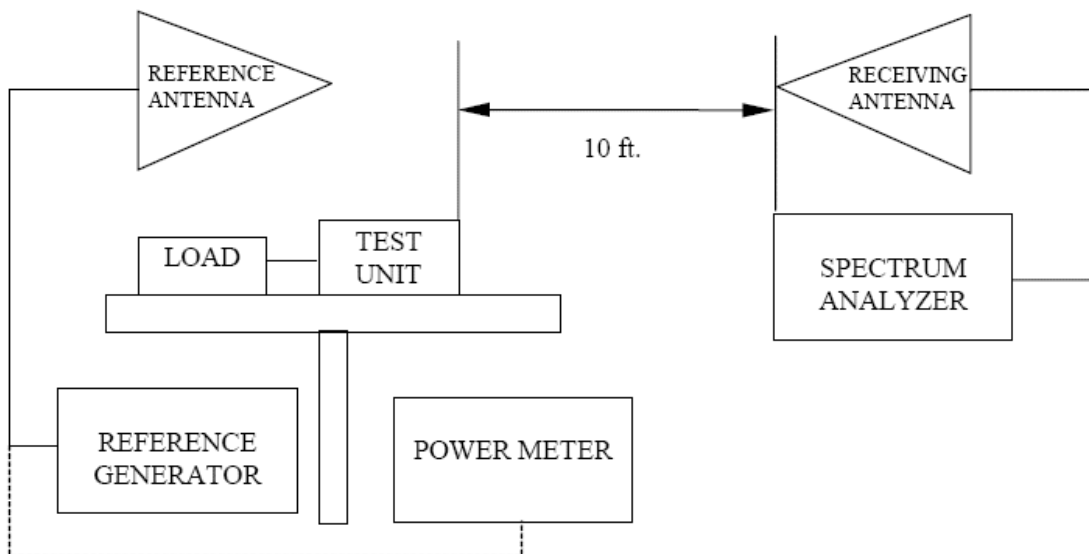 REFERENCE
ANTENNA
RECEIVING
ANTENNA
10 ft.
LOAD
TEST
UNIT
SPECTRUM
ANALYZER
REFERENCE
GENERATOR
POWER METER